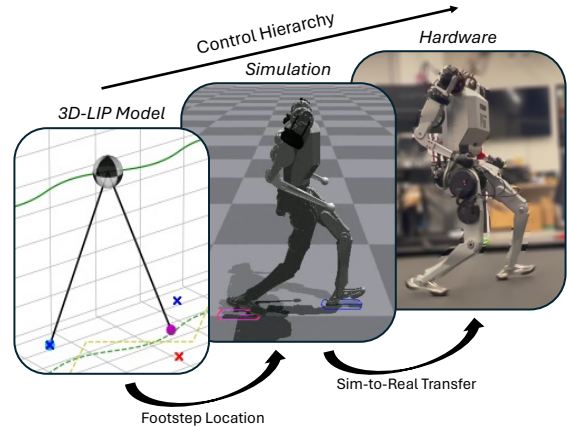 Control Hierarchy
Hardware
Simulation
3D-LIP Model
Sim-to-Real Transfer
Footstep Location